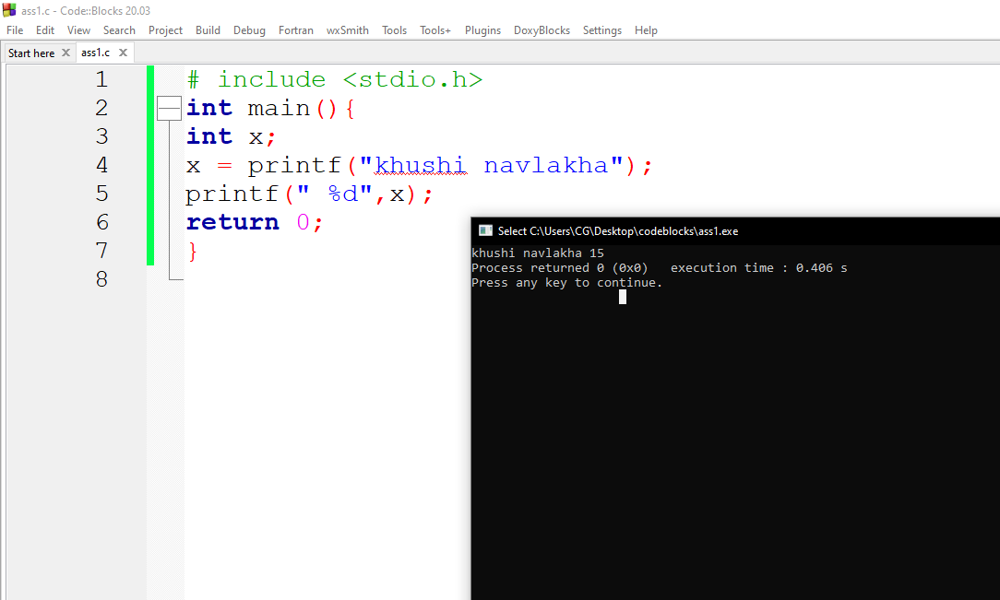 ass1.c - Code::Blocks 20.03
File Edit View Search Project Build Debug Fortran wxSmith Tools Tools+ Plugins DoxyBlocks Settings Help
Start here X ass1.c X
1 # include <stdio.h>
2 int main(){
3 int x;
4 x = printf("khushi navlakha");
5 printf(" %d",x);
6 return 0;
7 }
8
Select C:\Users\CG\Desktop\codeblocks\ass1.exe
khushi navlakha 15
Process returned 0 (0x0)   execution time : 0.406 s
Press any key to continue.